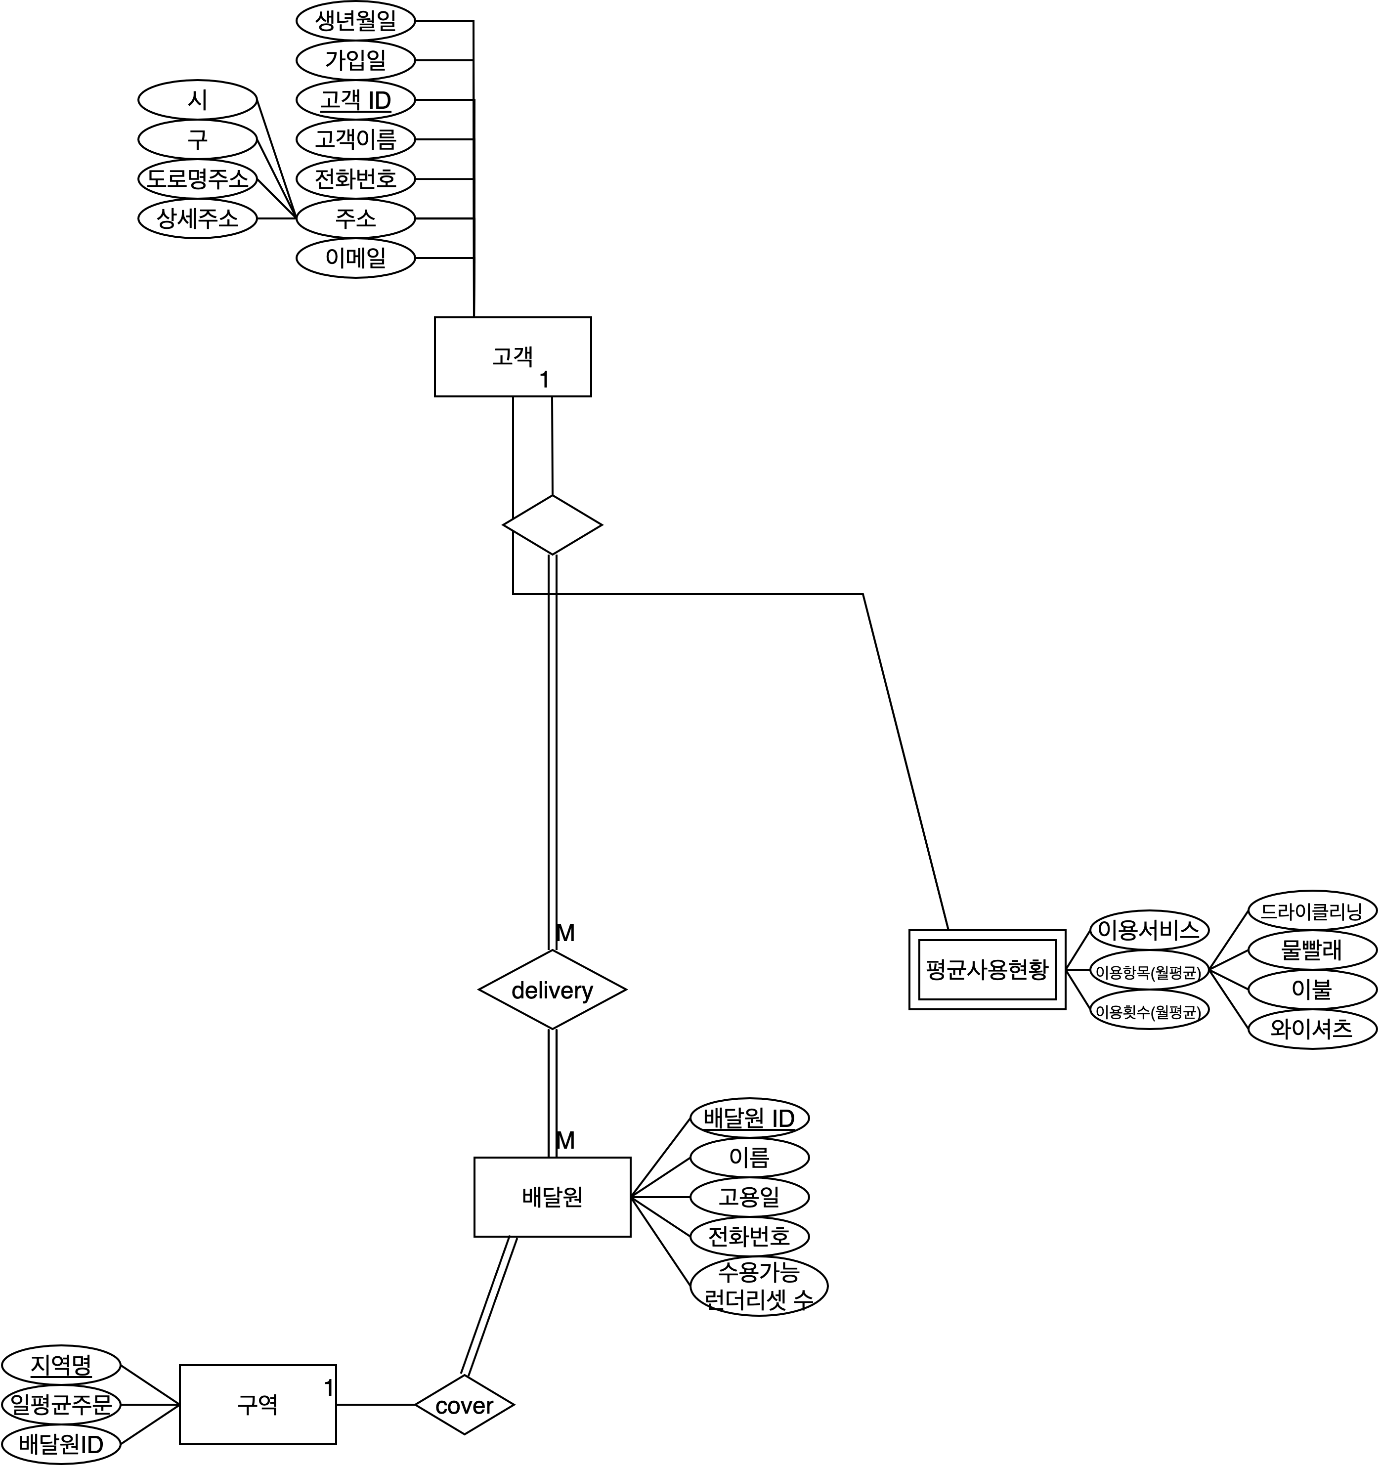 생년월일
가입일
고객 ID
고객이름
전화번호
주소
이메일
시
구
도로명주소
상세주소
고객
1
M
delivery
평균사용현황
이용서비스
이용항목(월평균)
이용횟수(월평균)
드라이클리닝
물빨래
이불
와이셔츠
M
배달원
배달원 ID
이름
고용일
전화번호
수용가능
런더리셋 수
지역명
일평균주문
배달원ID
구역
1
cover